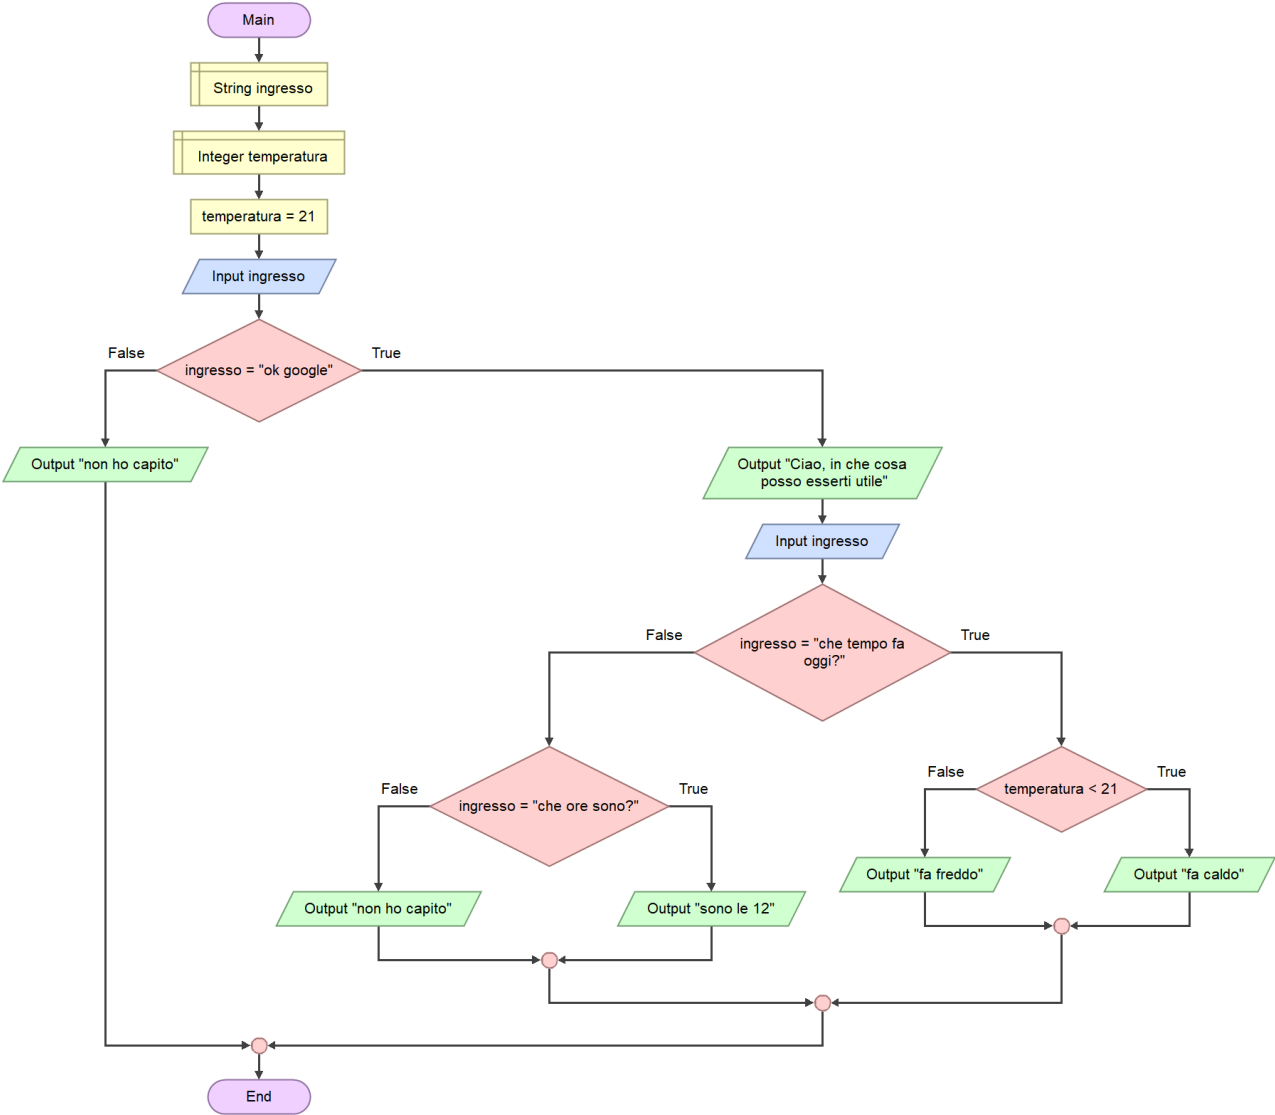 Main
String ingresso
Integer temperatura
temperatura = 21
Input ingresso
False
True
ingresso = "ok google"
Output "non ho capito"
Output "Ciao, in che cosa
posso esserti utile"
Input ingresso
False
True
ingresso = "che tempo fa
oggi?"
False
True
ingresso = "che ore sono?"
False
True
temperatura < 21
Output "non ho capito"
Output "sono le 12"
Output "fa freddo"
Output "fa caldo"
End